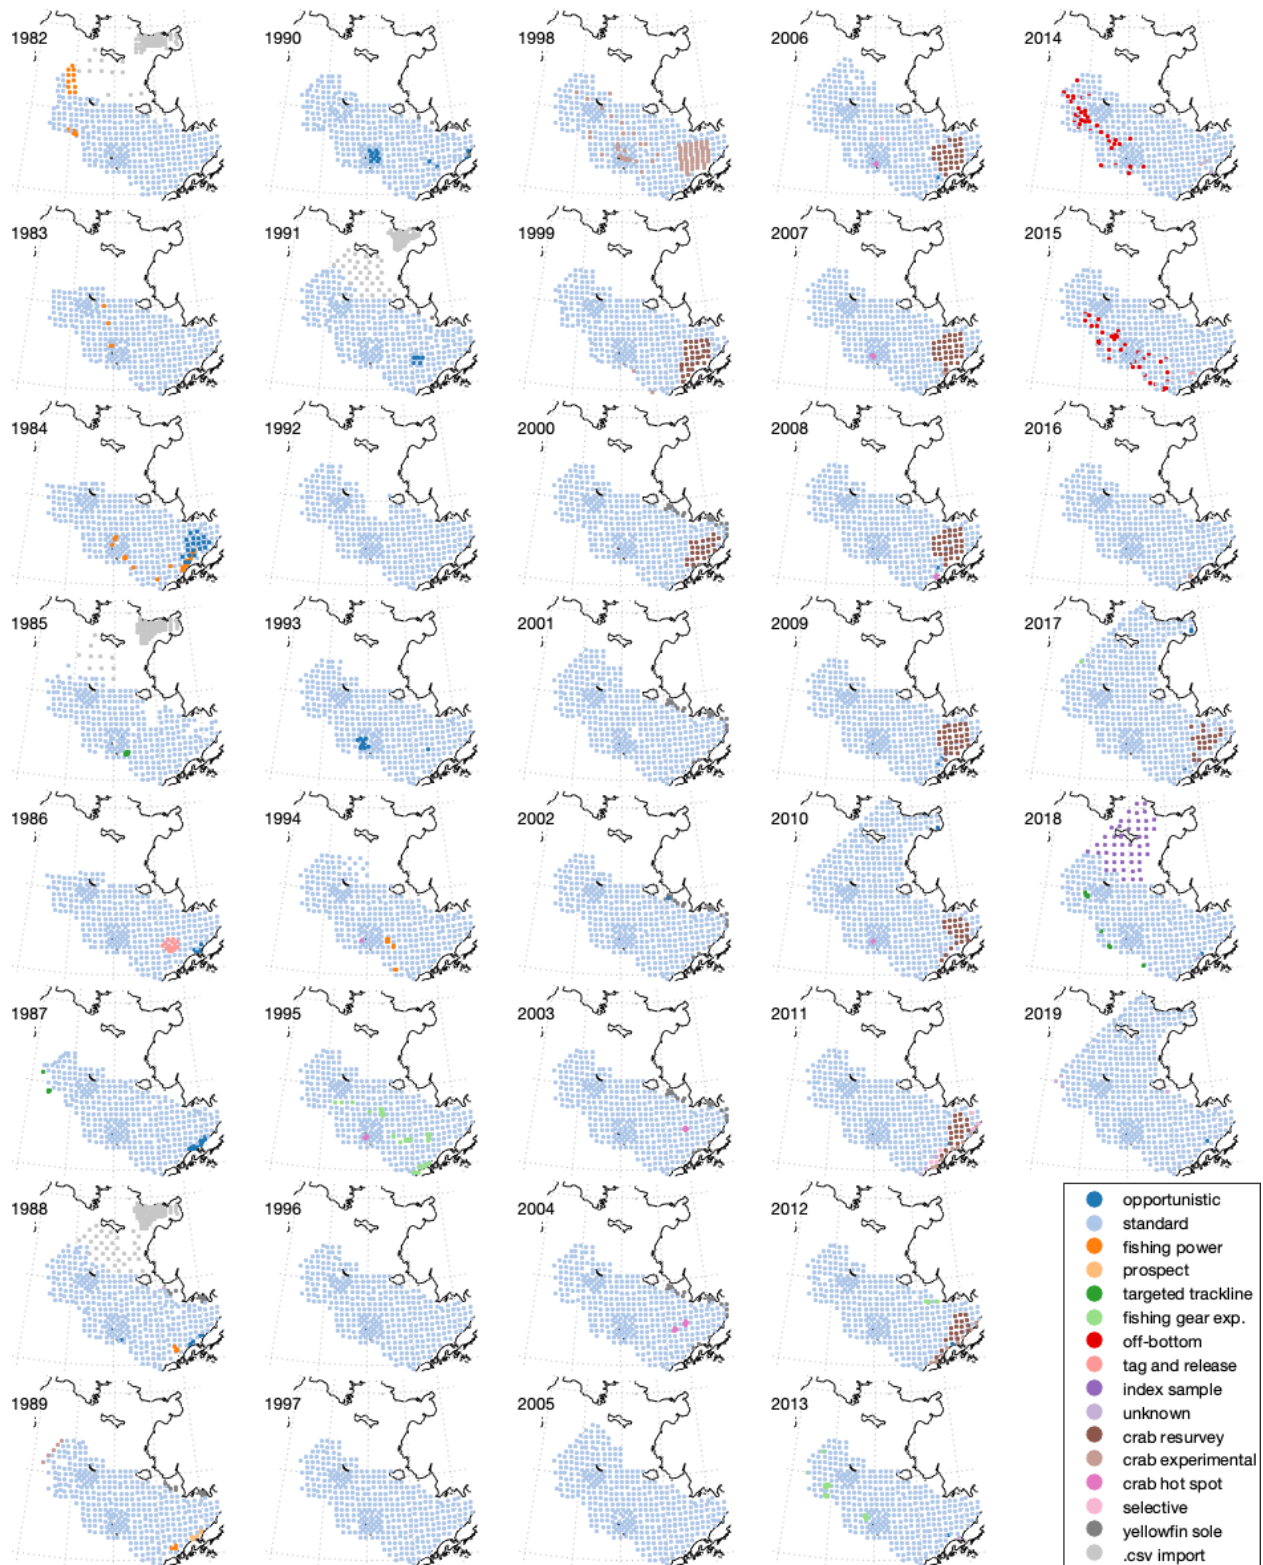 1982
1990
1998
2006
2014
1983
1991
1999
2007
2015
1984
1992
2000
2008
2016
1985
1993
2001
2009
2017
1986
1994
2002
2010
2018
1987
1995
2003
2011
2019
1988
1996
2004
2012
1989
1997
2005
2013
opportunistic
standard
fishing power
prospect
targeted trackline
fishing gear exp.
off-bottom
tag and release
index sample
unknown
crab resurvey
crab experimental
crab hot spot
selective
yellowfin sole
.csv import